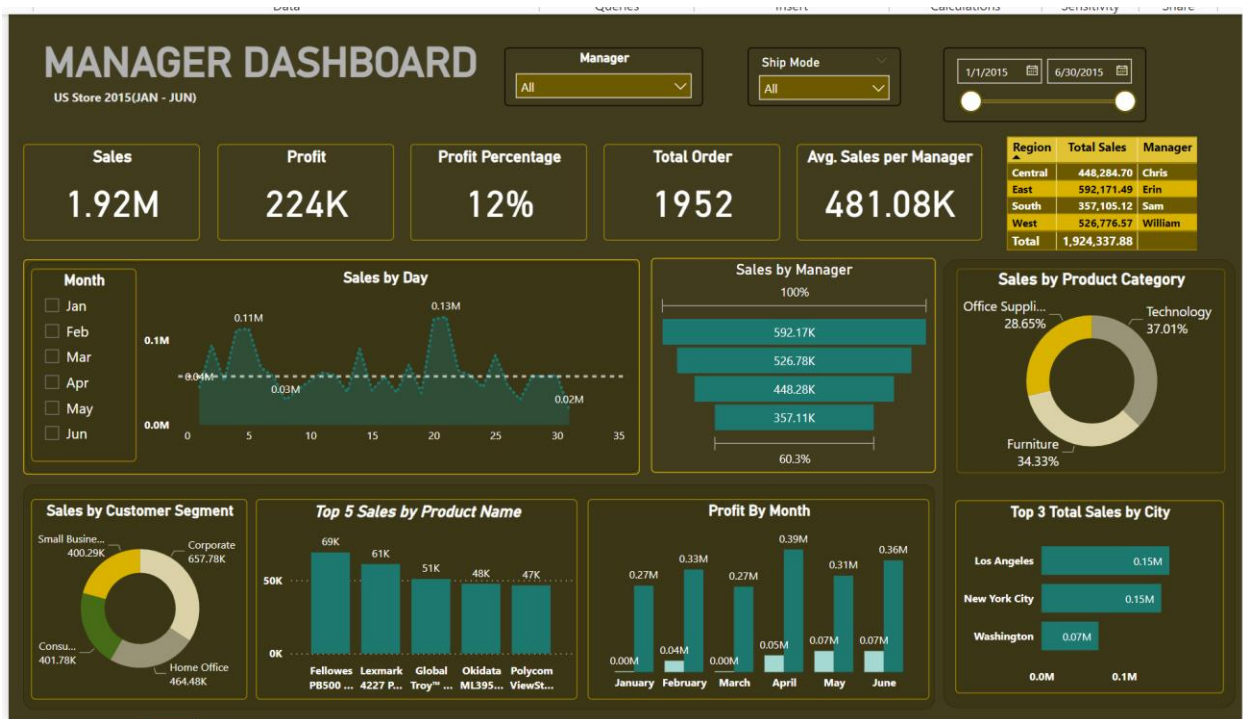 Data Queries Insert Calculations Sensitivity Share
MANAGER DASHBOARD
US Store 2015(JAN - JUN)
Manager
All
Ship Mode
All
1/1/2015 6/30/2015
Sales
1.92M
Profit
224K
Profit Percentage
12%
Total Order
1952
Avg. Sales per Manager
481.08K
Region Total Sales Manager
Central 448,284.70 Chris
East 592,171.49 Erin
South 357,105.12 Sam
West 526,776.57 William
Total 1,924,337.88
Month
Jan
Feb
Mar
Apr
May
Jun
Sales by Day
0.1M
0.0M
0.04M
0.11M
0.03M
0.13M
0.02M
0 5 10 15 20 25 30 35
Sales by Manager
100%
592.17K
526.78K
448.28K
357.11K
60.3%
Sales by Product Category
Office Suppli...
28.65%
Technology
37.01%
Furniture
34.33%
Sales by Customer Segment
Small Busine...
400.29K
Corporate
657.78K
Consu...
401.78K
Home Office
464.48K
Top 5 Sales by Product Name
50K
0K
69K 61K 51K 48K 47K
Fellowes Lexmark Global Okidata Polycom
PB500 ... 4227 P... Troy™ ... ML395... ViewSt...
Profit By Month
0.27M 0.33M 0.27M 0.39M 0.31M 0.36M
0.00M 0.04M 0.00M 0.05M 0.07M 0.07M
January February March April May June
Top 3 Total Sales by City
Los Angeles 0.15M
New York City 0.15M
Washington 0.07M
0.0M 0.1M